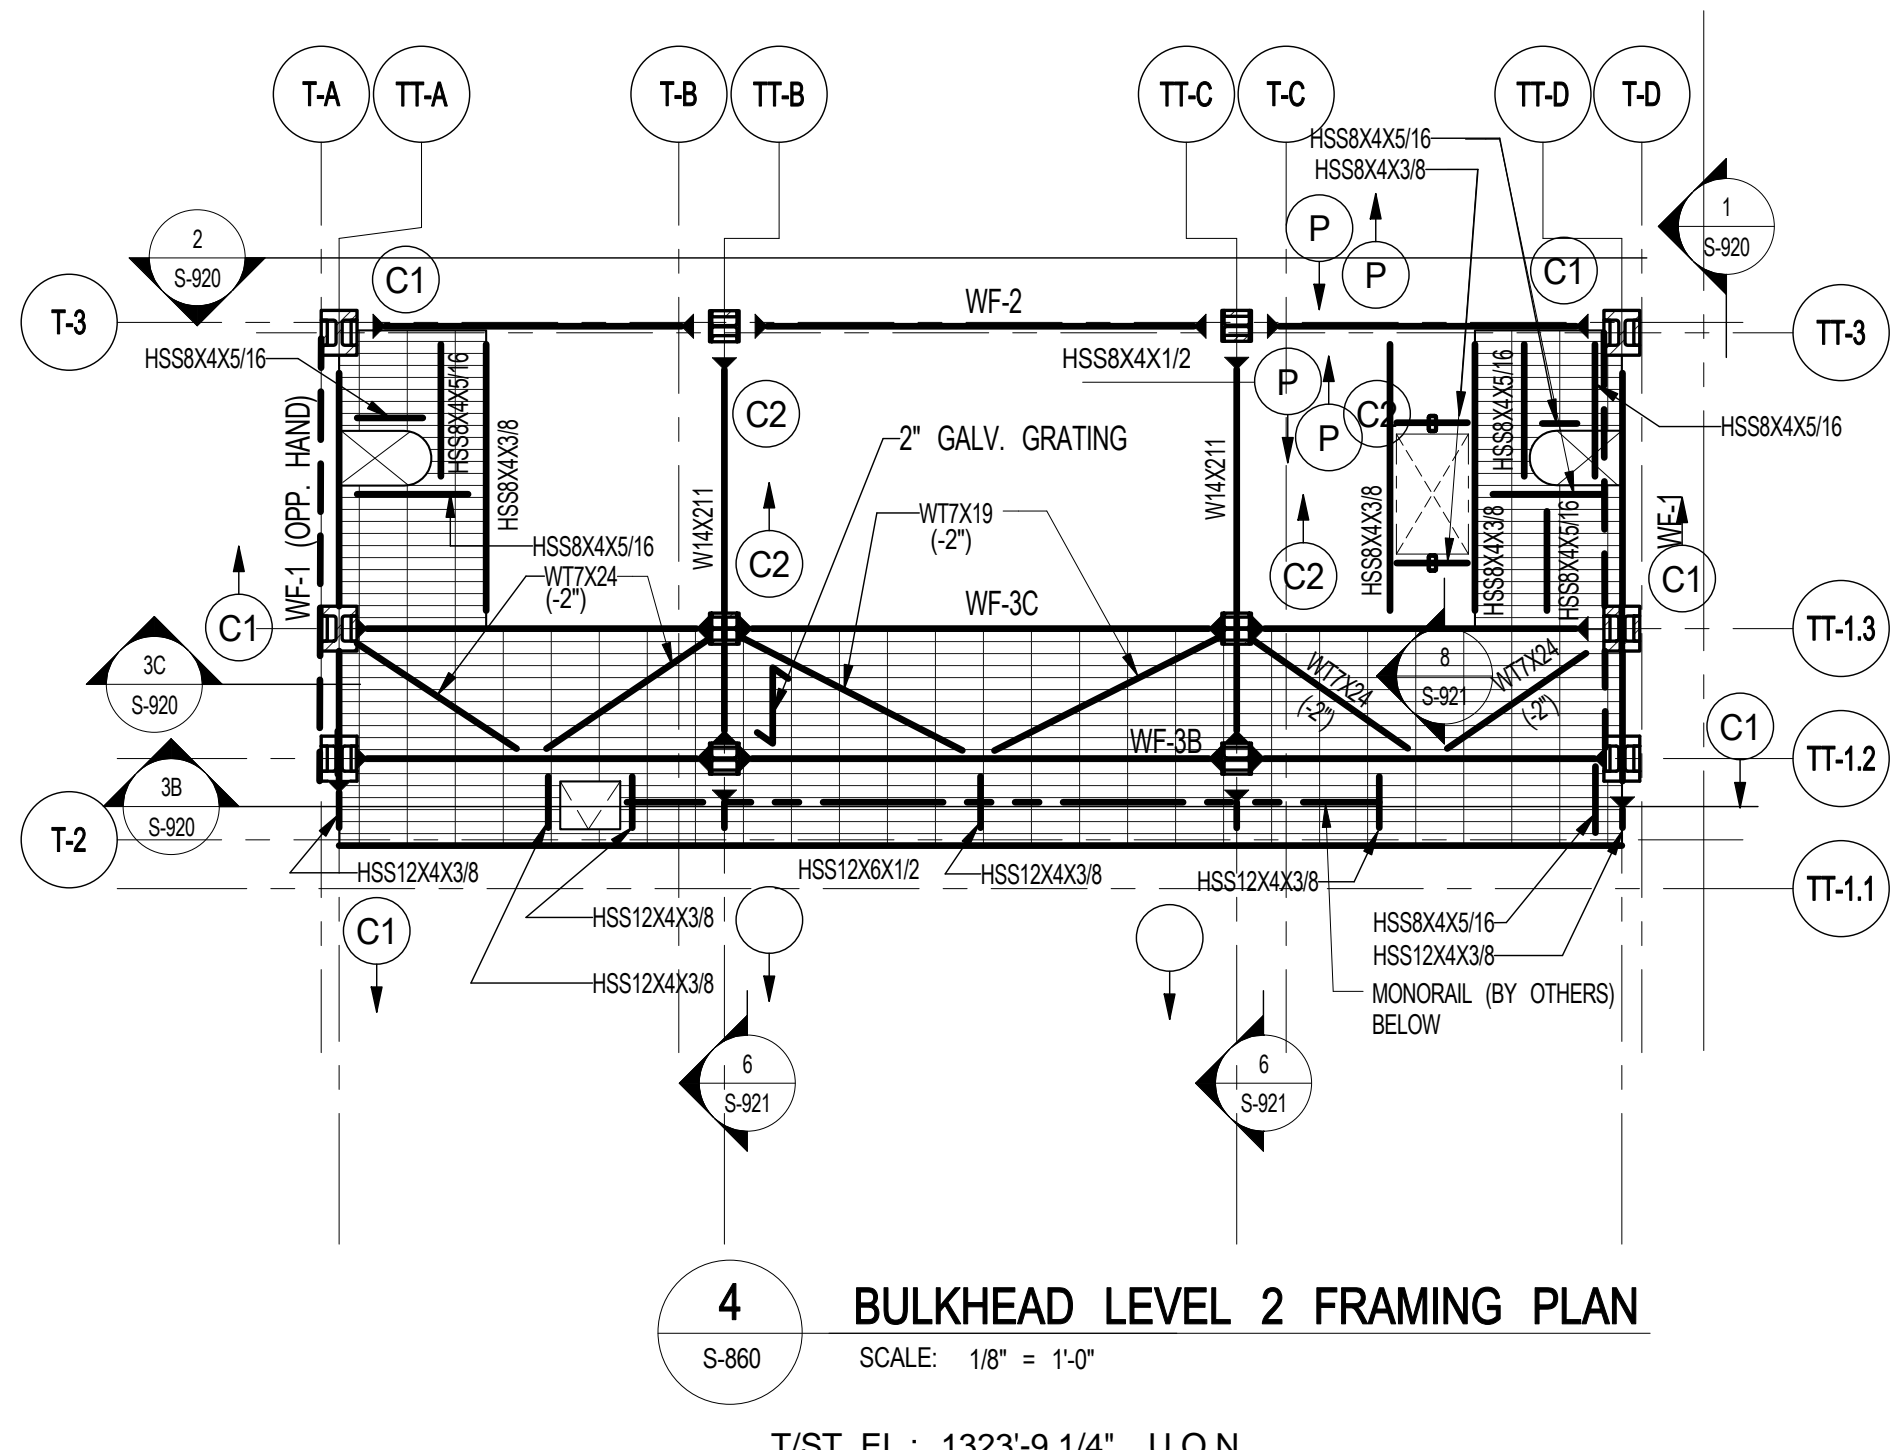 T-A
TT-A
T-B
TT-B
TT-C
T-C
TT-D
T-D
HSS8X4X5/16
HSS8X4X3/8
1
S-920
2
S-920
C1
P
P
C1
T-3
WF-2
TT-3
HSS8X4X5/16
HSS8X4X1/2
P
P
C2
C2
HSS8X4X5/16
WF-1 (OPP. HAND)
HSS8X4X5/16
HSS8X4X3/8
2" GALV. GRATING
W14X211
W14X211
HSS8X4X3/8
HSS8X4X5/16
HSS8X4X3/8
HSS8X4X5/16
WF-1
WT7X19
(-2")
HSS8X4X5/16
WT7X24
(-2")
C2
C2
C1
C1
WF-3C
TT-1.3
3C
S-920
8
S-921
WT7X24
(-2")
WT7X24
(-2")
WF-3B
C1
TT-1.2
3B
S-920
T-2
HSS12X4X3/8
HSS12X6X1/2
HSS12X4X3/8
HSS12X4X3/8
TT-1.1
C1
HSS12X4X3/8
HSS8X4X5/16
HSS12X4X3/8
HSS12X4X3/8
MONORAIL (BY OTHERS)
BELOW
6
S-921
6
S-921
4
S-860
BULKHEAD LEVEL 2 FRAMING PLAN
SCALE: 1/8" = 1'-0"
T/ST. EL.: 1323'-9 1/4" U.O.N.